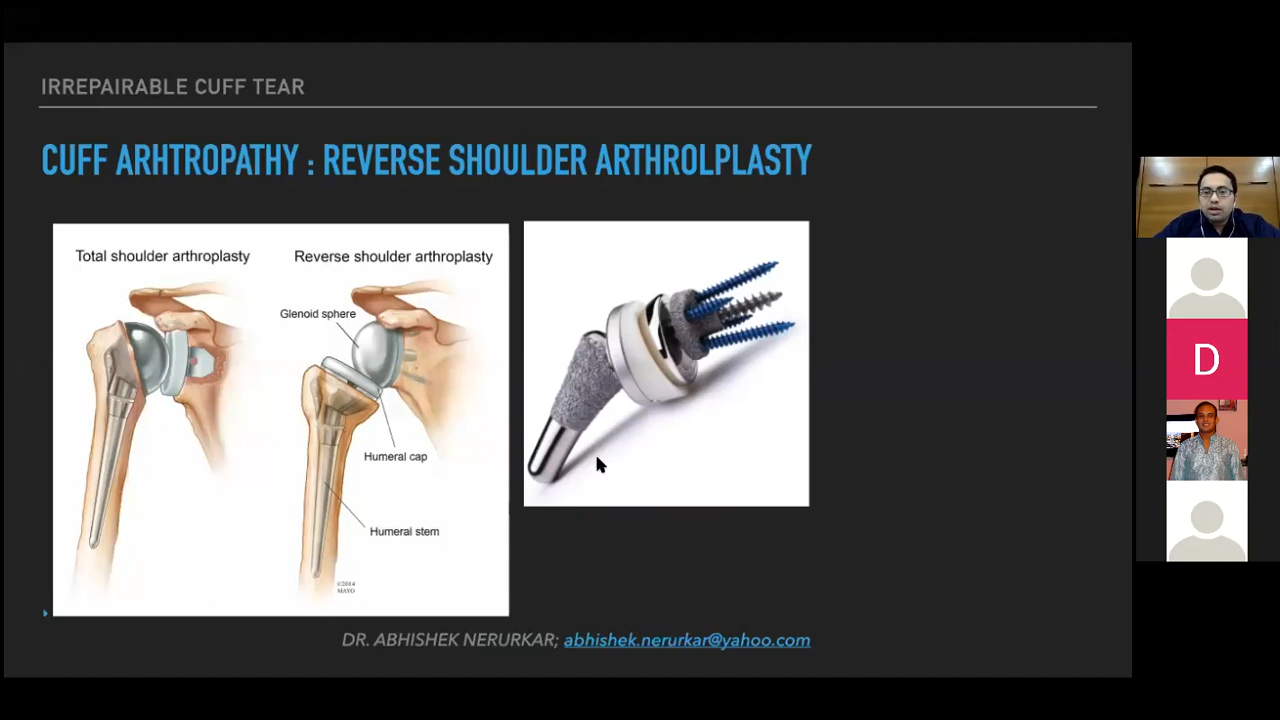 IRREPAIRABLE CUFF TEAR
CUFF ARHTROPATHY : REVERSE SHOULDER ARTHROLPLASTY
Total shoulder arthroplasty
Reverse shoulder arthroplasty
Glenoid sphere
Humeral cap
Humeral stem
©2014
MAYO
D
DR. ABHISHEK NERURKAR; abhishek.nerurkar@yahoo.com